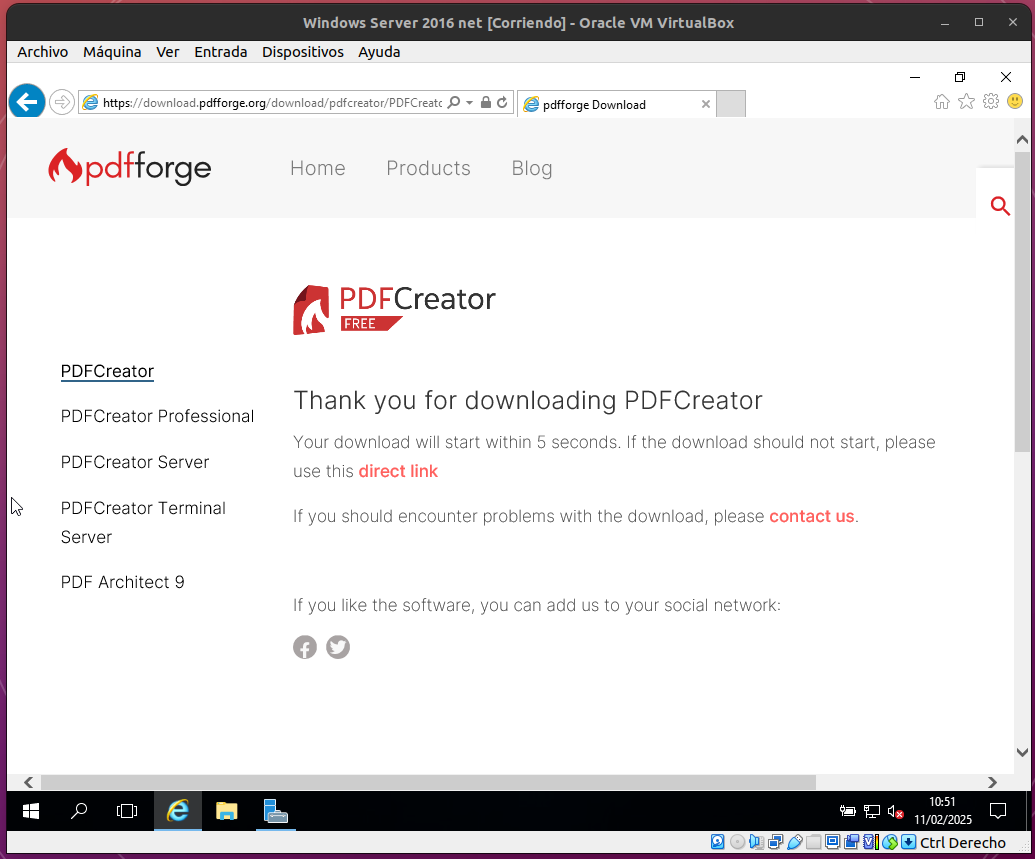 Windows Server 2016 net [Corriendo] - Oracle VM VirtualBox
Archivo Máquina Ver Entrada Dispositivos Ayuda
https://download.pdfforge.org/download/pdfcreator/PDFCreatc
pdfforge Download
pdfforge
Home Products Blog
PDFCreator
FREE
PDFCreator
PDFCreator Professional
PDFCreator Server
PDFCreator Terminal
Server
PDF Architect 9
Thank you for downloading PDFCreator
Your download will start within 5 seconds. If the download should not start, please
use this direct link
If you should encounter problems with the download, please contact us.
If you like the software, you can add us to your social network:
10:51
11/02/2025
Ctrl Derecho